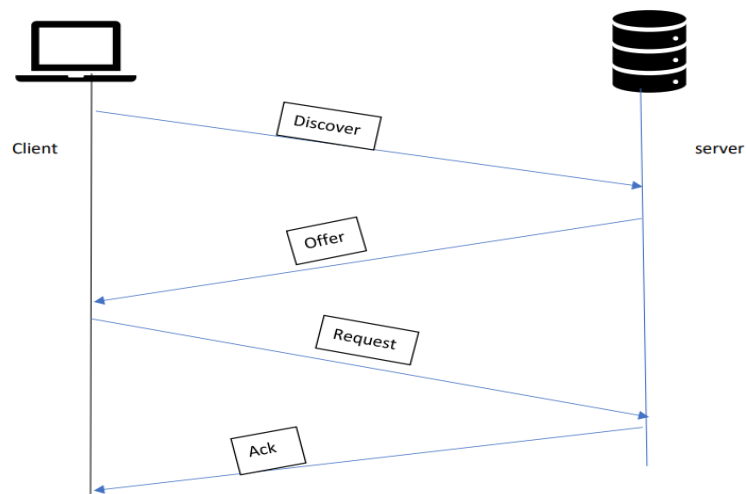 Discover
Client
server
Offer
Request
Ack